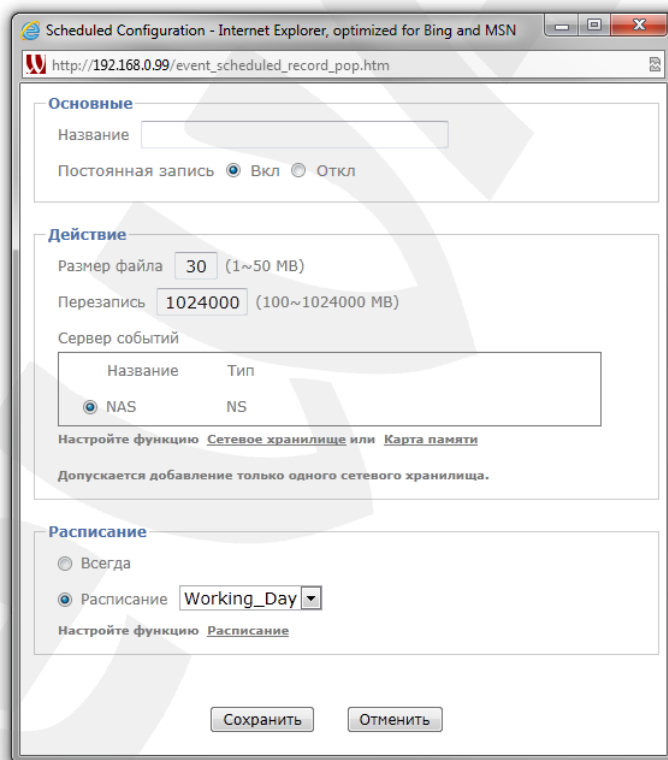 Scheduled Configuration - Internet Explorer, optimized for Bing and MSN
http://192.168.0.99/event_scheduled_record_pop.htm
Основные
Название
Постоянная запись Вкл Откл
Действие
Размер файла 30 (1~50 MB)
Перезапись 1024000 (100~1024000 MB)
Сервер событий
Название Тип
NAS NS
Настройте функцию Сетевое хранилище или Карта памяти
Допускается добавление только одного сетевого хранилища.
Расписание
Всегда
Расписание Working_Day
Настройте функцию Расписание
Сохранить Отменить